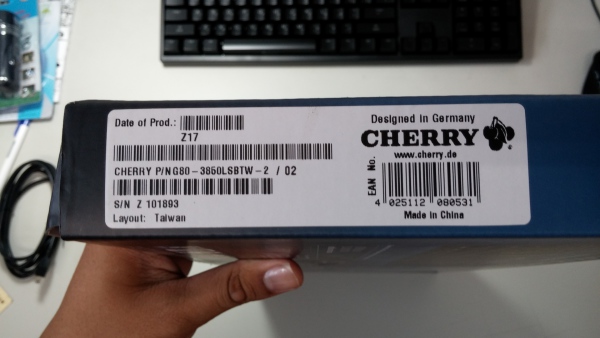 Date of Prod.:
Z17
CHERRY P/N G80-3850LSBTW-2 / 02
S/N Z 101893
Layout: Taiwan
Designed in Germany
CHERRY
www.cherry.de
EAN No.
4 025112 080531
Made in China